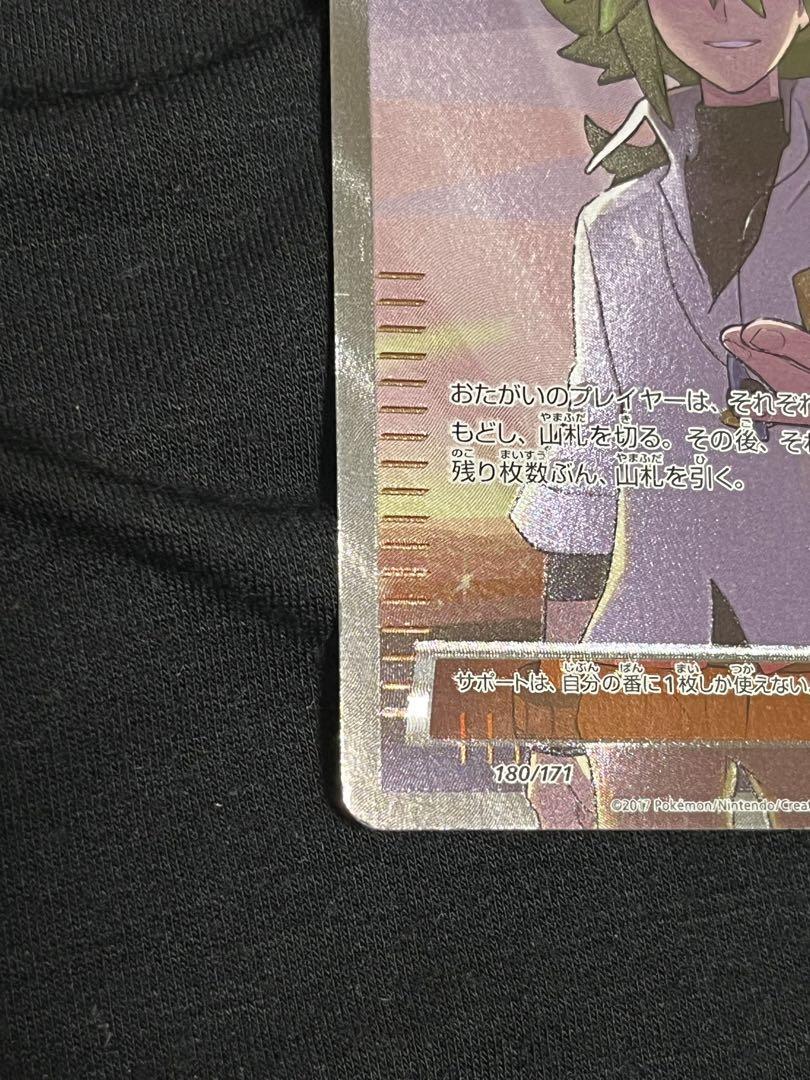 おたがいのプレイヤーは、それぞれ
もどし、山札を切る。その後、それ
残り枚数ぶん、山札を引く。
サポートは、自分の番に1枚しか使えない。
180/171
©2017 Pokémon/Nintendo/Creat